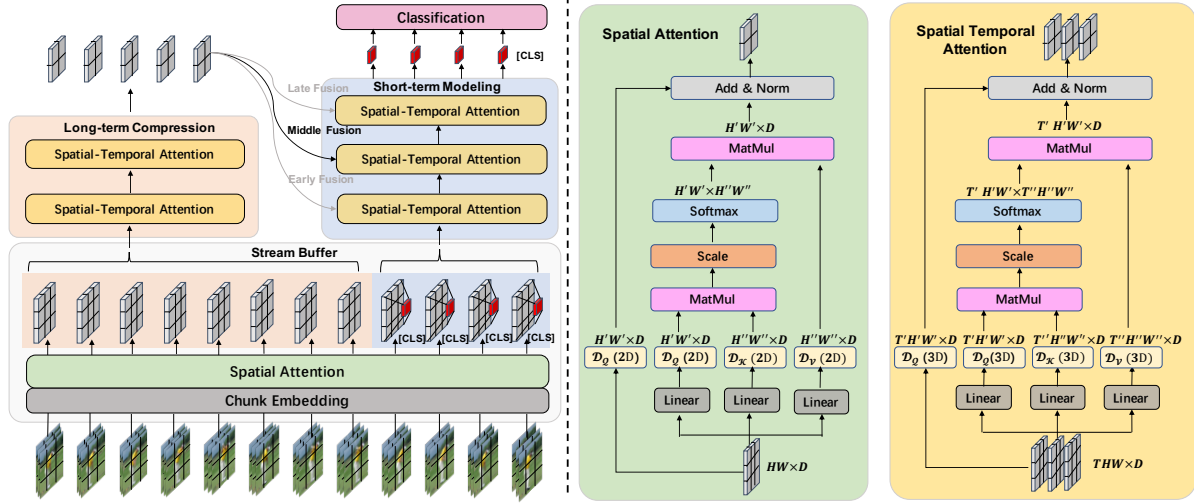 Classification
[CLS]
Short-term Modeling
Late Fusion
Spatial-Temporal Attention
Long-term Compression
Middle Fusion
Spatial-Temporal Attention
Spatial-Temporal Attention
Early Fusion
Spatial-Temporal Attention
Spatial-Temporal Attention
Stream Buffer
[CLS]
[CLS]
[CLS]
[CLS]
Spatial Attention
Chunk Embedding
Spatial Attention
Add & Norm
H'W'×D
MatMul
H'W'×H''W''
Softmax
Scale
MatMul
H'W'×D
H'W'×D
H''W''×D
H''W''×D
𝒟_Q (2D)
𝒟_Q (2D)
𝒟_K (2D)
𝒟_V (2D)
Linear
Linear
Linear
HW×D
Spatial Temporal
Attention
Add & Norm
T' H'W'×D
MatMul
T' H'W'×T''H''W''
Softmax
Scale
MatMul
T'H'W'×D
T'H'W'×D
T''H''W''×D
T''H''W''×D
𝒟_Q (3D)
𝒟_Q(3D)
𝒟_K (3D)
𝒟_V (3D)
Linear
Linear
Linear
THW×D